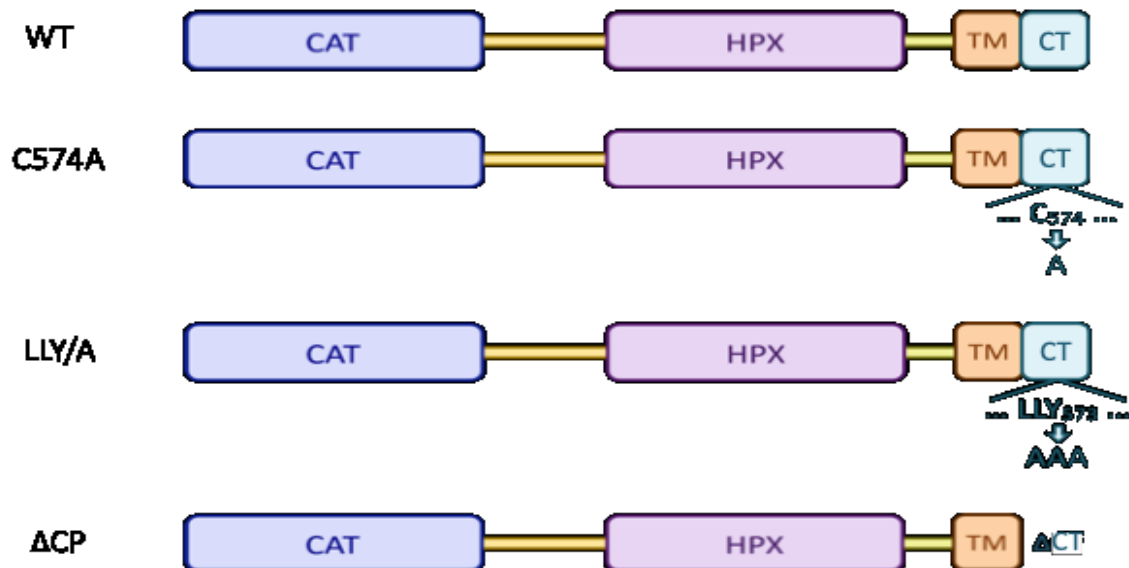 WT CAT HPX TM CT
C574A CAT HPX TM CT
... C574 ...
A
LLY/A CAT HPX TM CT
... LLY573 ...
AAA
ΔCP CAT HPX TM ΔCT